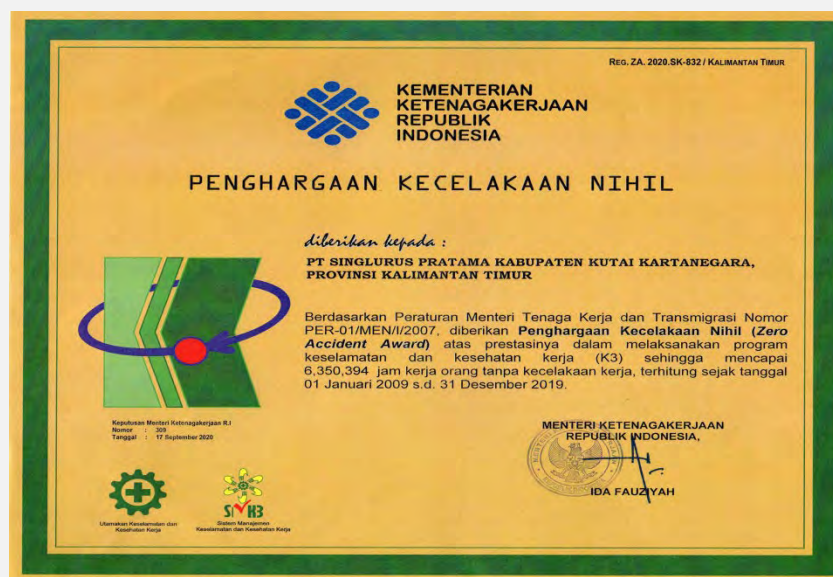 REG. ZA. 2020.SK-832 / KALIMANTAN TIMUR
KEMENTERIAN
KETENAGAKERJAAN
REPUBLIK
INDONESIA
PENGHARGAAN KECELAKAAN NIHIL
diberikan kepada :
PT SINGLURUS PRATAMA KABUPATEN KUTAI KARTANEGARA,
PROVINSI KALIMANTAN TIMUR
Berdasarkan Peraturan Menteri Tenaga Kerja dan Transmigrasi Nomor
PER-01/MEN/I/2007, diberikan Penghargaan Kecelakaan Nihil (Zero
Accident Award) atas prestasinya dalam melaksanakan program
keselamatan dan kesehatan kerja (K3) sehingga mencapai
6,350,394 jam kerja orang tanpa kecelakaan kerja, terhitung sejak tanggal
01 Januari 2009 s.d. 31 Desember 2019.
Keputusan Menteri Ketenagakerjaan R.I
Nomor : 309
Tanggal : 17 September 2020
MENTERI KETENAGAKERJAAN
REPUBLIK INDONESIA,
IDA FAUZIYAH
Utamakan Keselamatan dan
Kesehatan Kerja
SMK3
Sistem Manajemen
Keselamatan dan Kesehatan Kerja